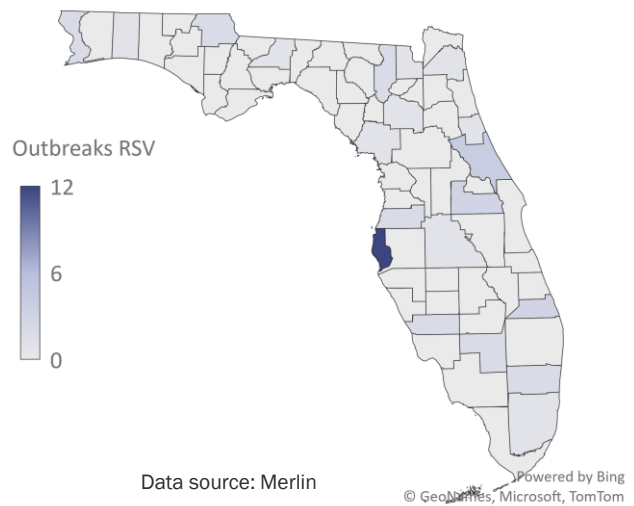 Outbreaks RSV
12
6
0
Data source: Merlin
Powered by Bing
© GeoNames, Microsoft, TomTom